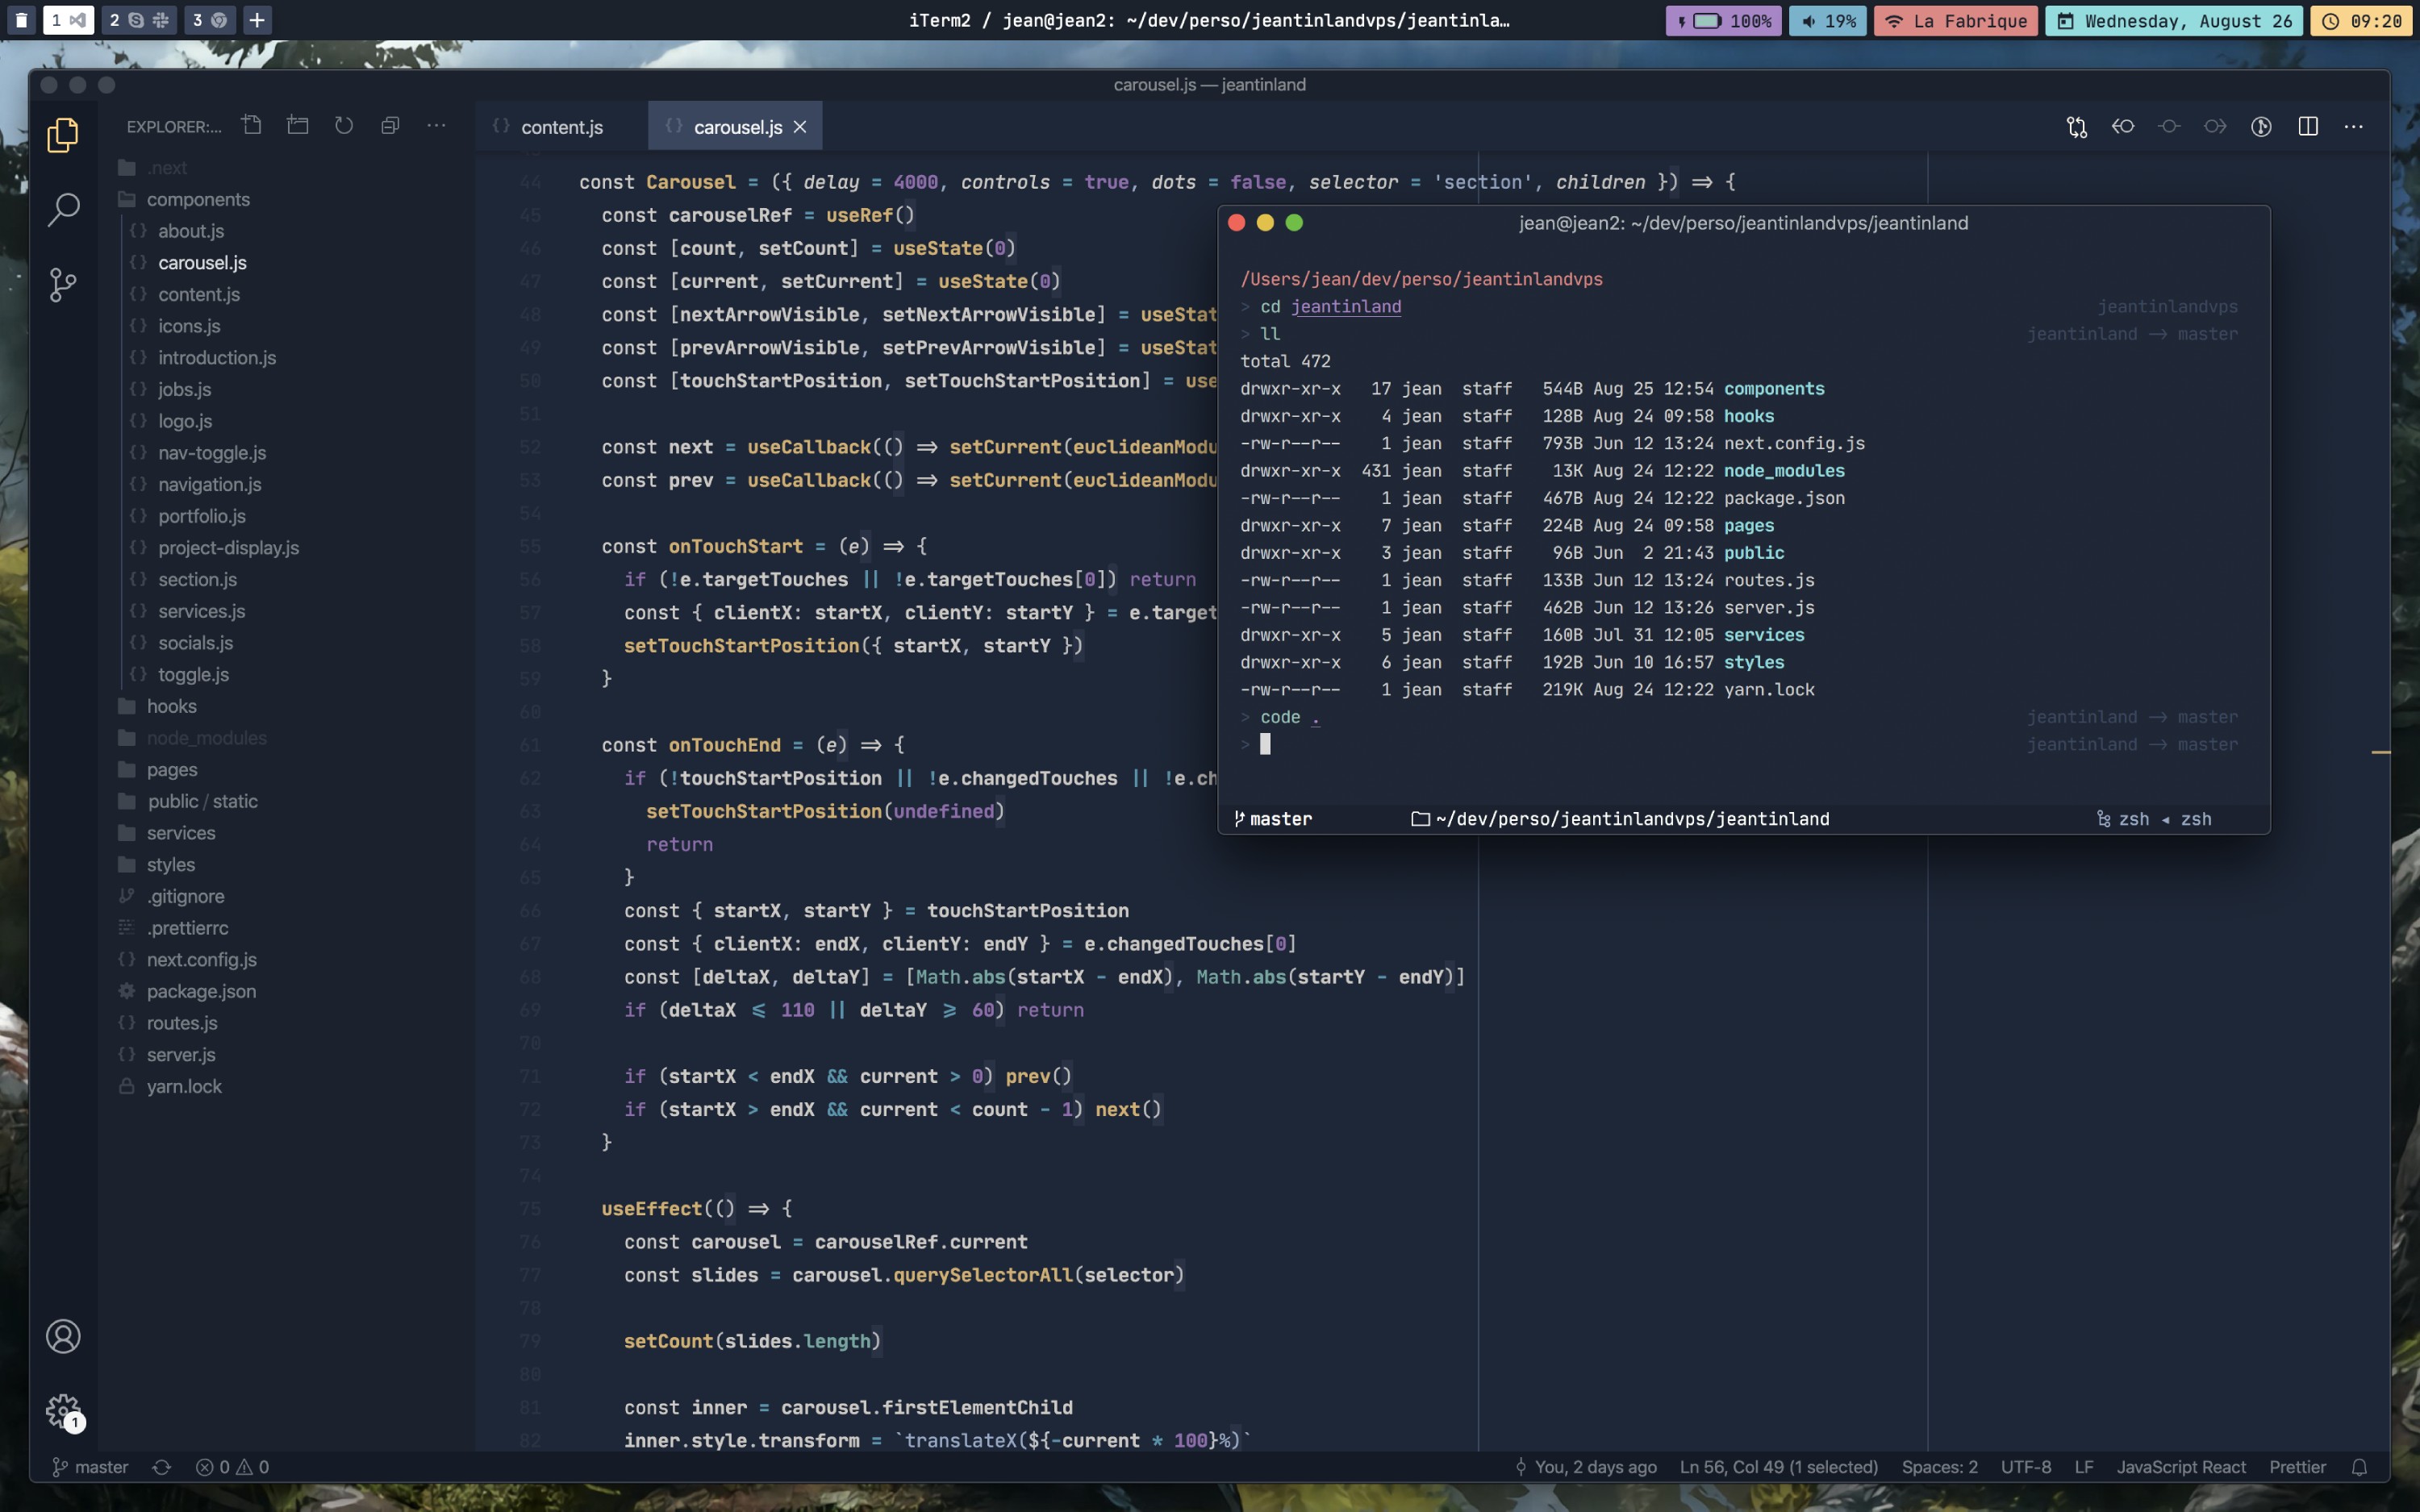 1
2
3
+
iTerm2 / jean@jean2: ~/dev/perso/jeantinlandvps/jeantinla…
100%
19%
La Fabrique
Wednesday, August 26
09:20
carousel.js — jeantinland
EXPLORER:...
content.js
carousel.js
.next
components
about.js
carousel.js
content.js
icons.js
introduction.js
jobs.js
logo.js
nav-toggle.js
navigation.js
portfolio.js
project-display.js
section.js
services.js
socials.js
toggle.js
hooks
node_modules
pages
public / static
services
styles
.gitignore
.prettierrc
next.config.js
package.json
routes.js
server.js
yarn.lock
44 const Carousel = ({ delay = 4000, controls = true, dots = false, selector = 'section', children }) => {
45 const carouselRef = useRef()
46 const [count, setCount] = useState(0)
47 const [current, setCurrent] = useState(0)
48 const [nextArrowVisible, setNextArrowVisible] = useStat
49 const [prevArrowVisible, setPrevArrowVisible] = useStat
50 const [touchStartPosition, setTouchStartPosition] = use
51
52 const next = useCallback(() => setCurrent(euclideanModu
53 const prev = useCallback(() => setCurrent(euclideanModu
54
55 const onTouchStart = (e) => {
56 if (!e.targetTouches || !e.targetTouches[0]) return
57 const { clientX: startX, clientY: startY } = e.target
58 setTouchStartPosition({ startX, startY })
59 }
60
61 const onTouchEnd = (e) => {
62 if (!touchStartPosition || !e.changedTouches || !e.ch
63 setTouchStartPosition(undefined)
64 return
65 }
66 const { startX, startY } = touchStartPosition
67 const { clientX: endX, clientY: endY } = e.changedTouches[0]
68 const [deltaX, deltaY] = [Math.abs(startX - endX), Math.abs(startY - endY)]
69 if (deltaX <= 110 || deltaY >= 60) return
70
71 if (startX < endX && current > 0) prev()
72 if (startX > endX && current < count - 1) next()
73 }
74
75 useEffect(() => {
76 const carousel = carouselRef.current
77 const slides = carousel.querySelectorAll(selector)
78
79 setCount(slides.length)
80
81 const inner = carousel.firstElementChild
82 inner.style.transform = `translateX(${-current * 100}%)`
jean@jean2: ~/dev/perso/jeantinlandvps/jeantinland
/Users/jean/dev/perso/jeantinlandvps
> cd jeantinland jeantinlandvps
> ll jeantinland → master
total 472
drwxr-xr-x 17 jean staff 544B Aug 25 12:54 components
drwxr-xr-x 4 jean staff 128B Aug 24 09:58 hooks
-rw-r--r-- 1 jean staff 793B Jun 12 13:24 next.config.js
drwxr-xr-x 431 jean staff 13K Aug 24 12:22 node_modules
-rw-r--r-- 1 jean staff 467B Aug 24 12:22 package.json
drwxr-xr-x 7 jean staff 224B Aug 24 09:58 pages
drwxr-xr-x 3 jean staff 96B Jun 2 21:43 public
-rw-r--r-- 1 jean staff 133B Jun 12 13:24 routes.js
-rw-r--r-- 1 jean staff 462B Jun 12 13:26 server.js
drwxr-xr-x 5 jean staff 160B Jul 31 12:05 services
drwxr-xr-x 6 jean staff 192B Jun 10 16:57 styles
-rw-r--r-- 1 jean staff 219K Aug 24 12:22 yarn.lock
> code . jeantinland → master
> jeantinland → master
master
~/dev/perso/jeantinlandvps/jeantinland
zsh ◂ zsh
1
master
0
0
You, 2 days ago
Ln 56, Col 49 (1 selected)
Spaces: 2
UTF-8
LF
JavaScript React
Prettier